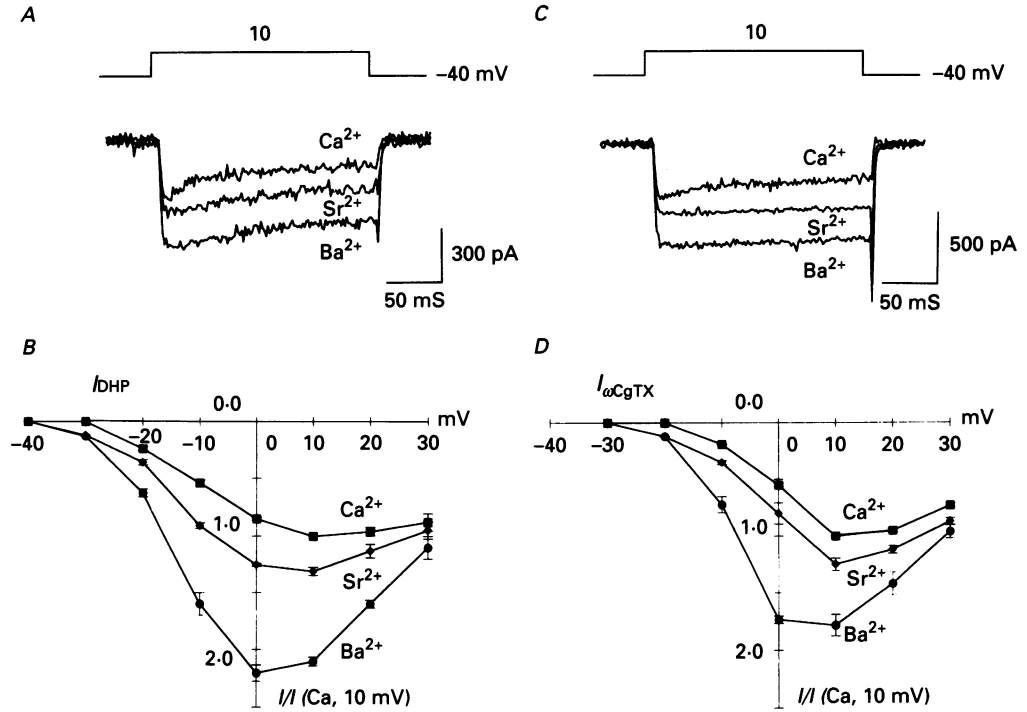 A
10
−40 mV
Ca2+
Sr2+
Ba2+
300 pA
50 mS
C
10
−40 mV
Ca2+
Sr2+
Ba2+
500 pA
50 mS
B
IDHP
0·0
mV
−40
−20
−10
0
10
20
30
1·0
2·0
Ca2+
Sr2+
Ba2+
I/I (Ca, 10 mV)
D
IωCgTX
0·0
mV
−40
−30
0
10
20
30
1·0
2·0
Ca2+
Sr2+
Ba2+
I/I (Ca, 10 mV)